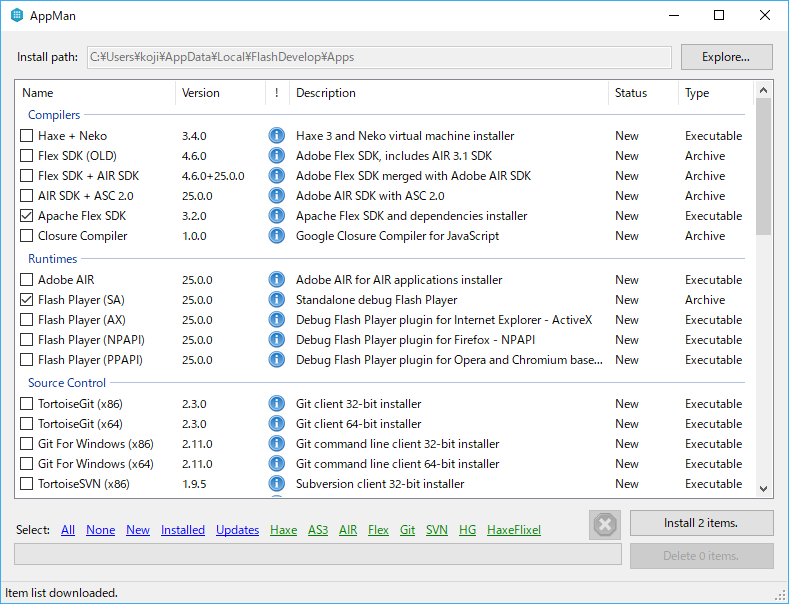 AppMan
Install path: C:¥Users¥koji¥AppData¥Local¥FlashDevelop¥Apps Explore...
Name Version ! Description Status Type
Compilers
Haxe + Neko 3.4.0 Haxe 3 and Neko virtual machine installer New Executable
Flex SDK (OLD) 4.6.0 Adobe Flex SDK, includes AIR 3.1 SDK New Archive
Flex SDK + AIR SDK 4.6.0+25.0.0 Adobe Flex SDK merged with Adobe AIR SDK New Archive
AIR SDK + ASC 2.0 25.0.0 Adobe AIR SDK with ASC 2.0 New Archive
Apache Flex SDK 3.2.0 Apache Flex SDK and dependencies installer New Executable
Closure Compiler 1.0.0 Google Closure Compiler for JavaScript New Archive
Runtimes
Adobe AIR 25.0.0 Adobe AIR for AIR applications installer New Executable
Flash Player (SA) 25.0.0 Standalone debug Flash Player New Archive
Flash Player (AX) 25.0.0 Debug Flash Player plugin for Internet Explorer - ActiveX New Executable
Flash Player (NPAPI) 25.0.0 Debug Flash Player plugin for Firefox - NPAPI New Executable
Flash Player (PPAPI) 25.0.0 Debug Flash Player plugin for Opera and Chromium base... New Executable
Source Control
TortoiseGit (x86) 2.3.0 Git client 32-bit installer New Executable
TortoiseGit (x64) 2.3.0 Git client 64-bit installer New Executable
Git For Windows (x86) 2.11.0 Git command line client 32-bit installer New Executable
Git For Windows (x64) 2.11.0 Git command line client 64-bit installer New Executable
TortoiseSVN (x86) 1.9.5 Subversion client 32-bit installer New Executable
Select: All None New Installed Updates Haxe AS3 AIR Flex Git SVN HG HaxeFlixel Install 2 items.
Delete 0 items.
Item list downloaded.